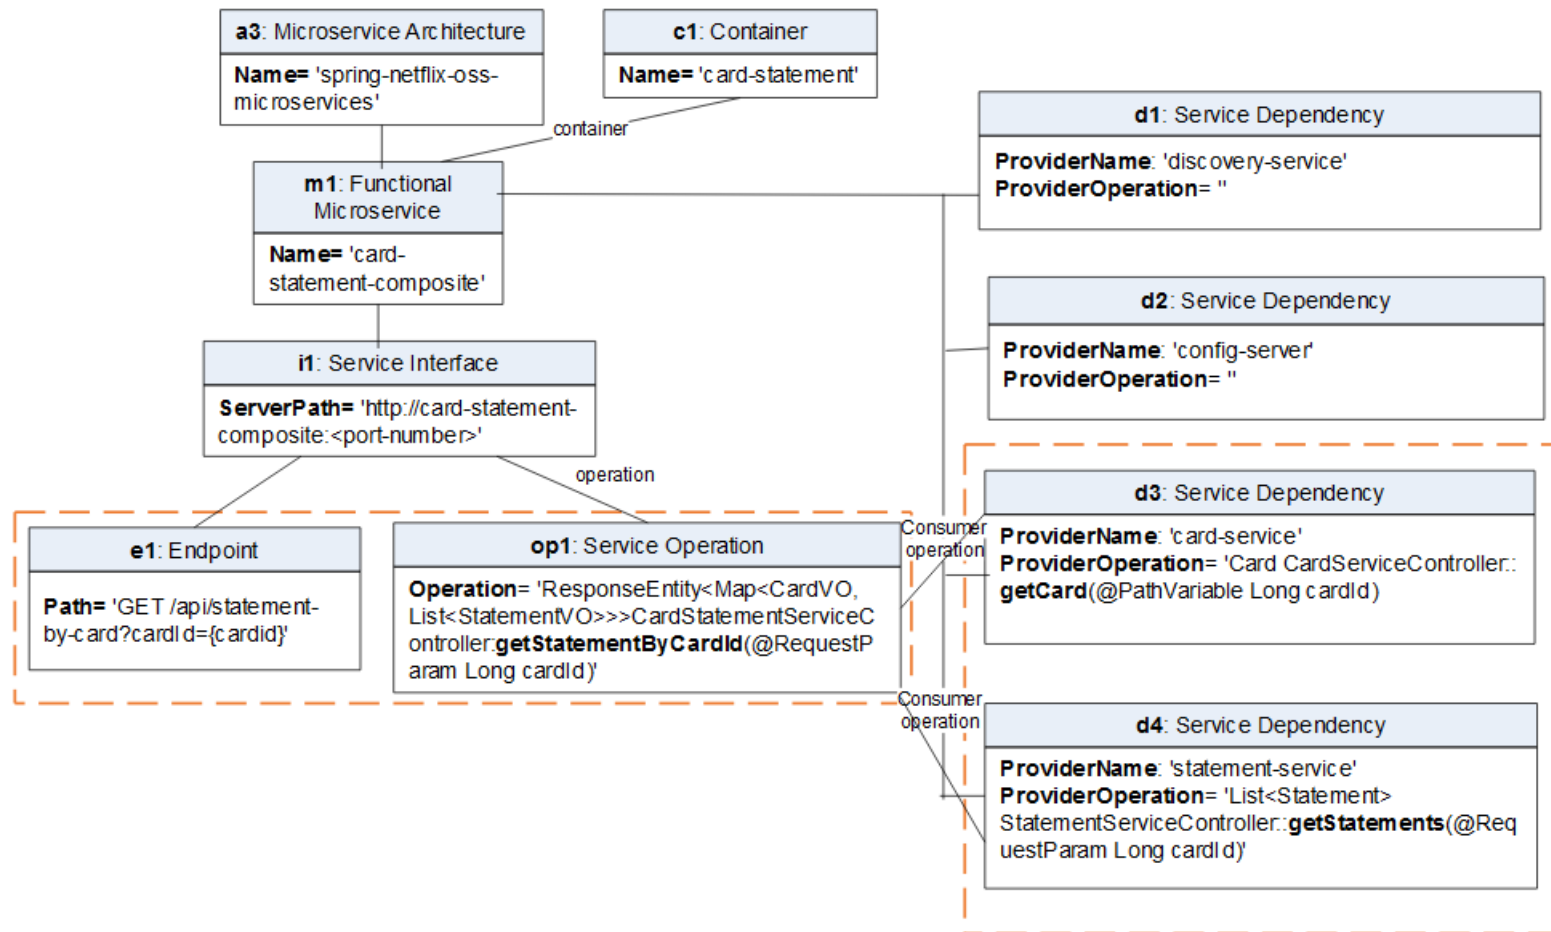 a3: Microservice Architecture
Name= 'spring-netflix-oss-
microservices'
c1: Container
Name= 'card-statement'
container
m1: Functional
Microservice
Name= 'card-
statement-composite'
d1: Service Dependency
ProviderName: 'discovery-service'
ProviderOperation= ''
d2: Service Dependency
ProviderName: 'config-server'
ProviderOperation= ''
i1: Service Interface
ServerPath= 'http://card-statement-
composite:<port-number>'
operation
e1: Endpoint
Path= 'GET /api/statement-
by-card?cardId={cardid}'
op1: Service Operation
Operation= 'ResponseEntity<Map<CardVO,
List<StatementVO>>>CardStatementServiceC
ontroller:getStatementByCardId(@RequestP
aram Long cardId)'
Consumer
operation
d3: Service Dependency
ProviderName: 'card-service'
ProviderOperation= 'Card CardServiceController::
getCard(@PathVariable Long cardId)
Consumer
operation
d4: Service Dependency
ProviderName: 'statement-service'
ProviderOperation= 'List<Statement>
StatementServiceController::getStatements(@Req
uestParam Long cardId)'